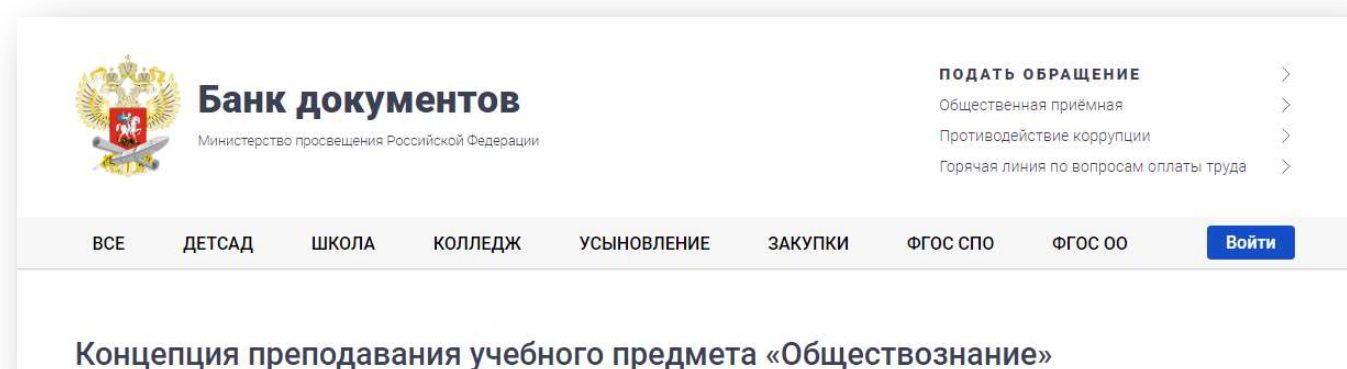 Банк документов
Министерство просвещения Российской Федерации
ПОДАТЬ ОБРАЩЕНИЕ
Общественная приёмная
Противодействие коррупции
Горячая линия по вопросам оплаты труда
ВСЕ ДЕТСАД ШКОЛА КОЛЛЕДЖ УСЫНОВЛЕНИЕ ЗАКУПКИ ФГОС СПО ФГОС ОО Войти
Концепция преподавания учебного предмета «Обществознание»